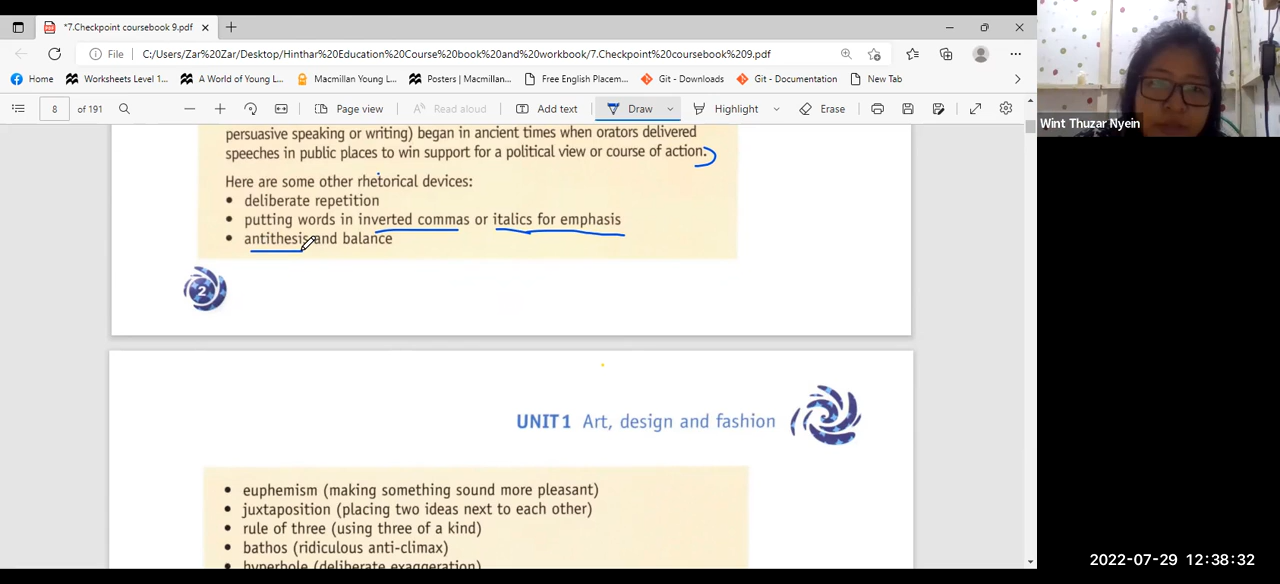 *7.Checkpoint coursebook 9.pdf
File
C:/Users/Zar%20Zar/Desktop/Hinthar%20Education%20Course%20book%20and%20workbook/7.Checkpoint%20coursebook%209.pdf
Home
Worksheets Level 1...
A World of Young L...
Macmillan Young L...
Posters | Macmillan...
Free English Placem...
Git - Downloads
Git - Documentation
New Tab
8 of 191
Page view
Read aloud
Add text
Draw
Highlight
Erase
Wint Thuzar Nyein
persuasive speaking or writing) began in ancient times when orators delivered
speeches in public places to win support for a political view or course of action.
Here are some other rhetorical devices:
• deliberate repetition
• putting words in inverted commas or italics for emphasis
• antithesis and balance
2
UNIT 1 Art, design and fashion
• euphemism (making something sound more pleasant)
• juxtaposition (placing two ideas next to each other)
• rule of three (using three of a kind)
• bathos (ridiculous anti-climax)
• hyperbole (deliberate exaggeration)
2022-07-29 12:38:32